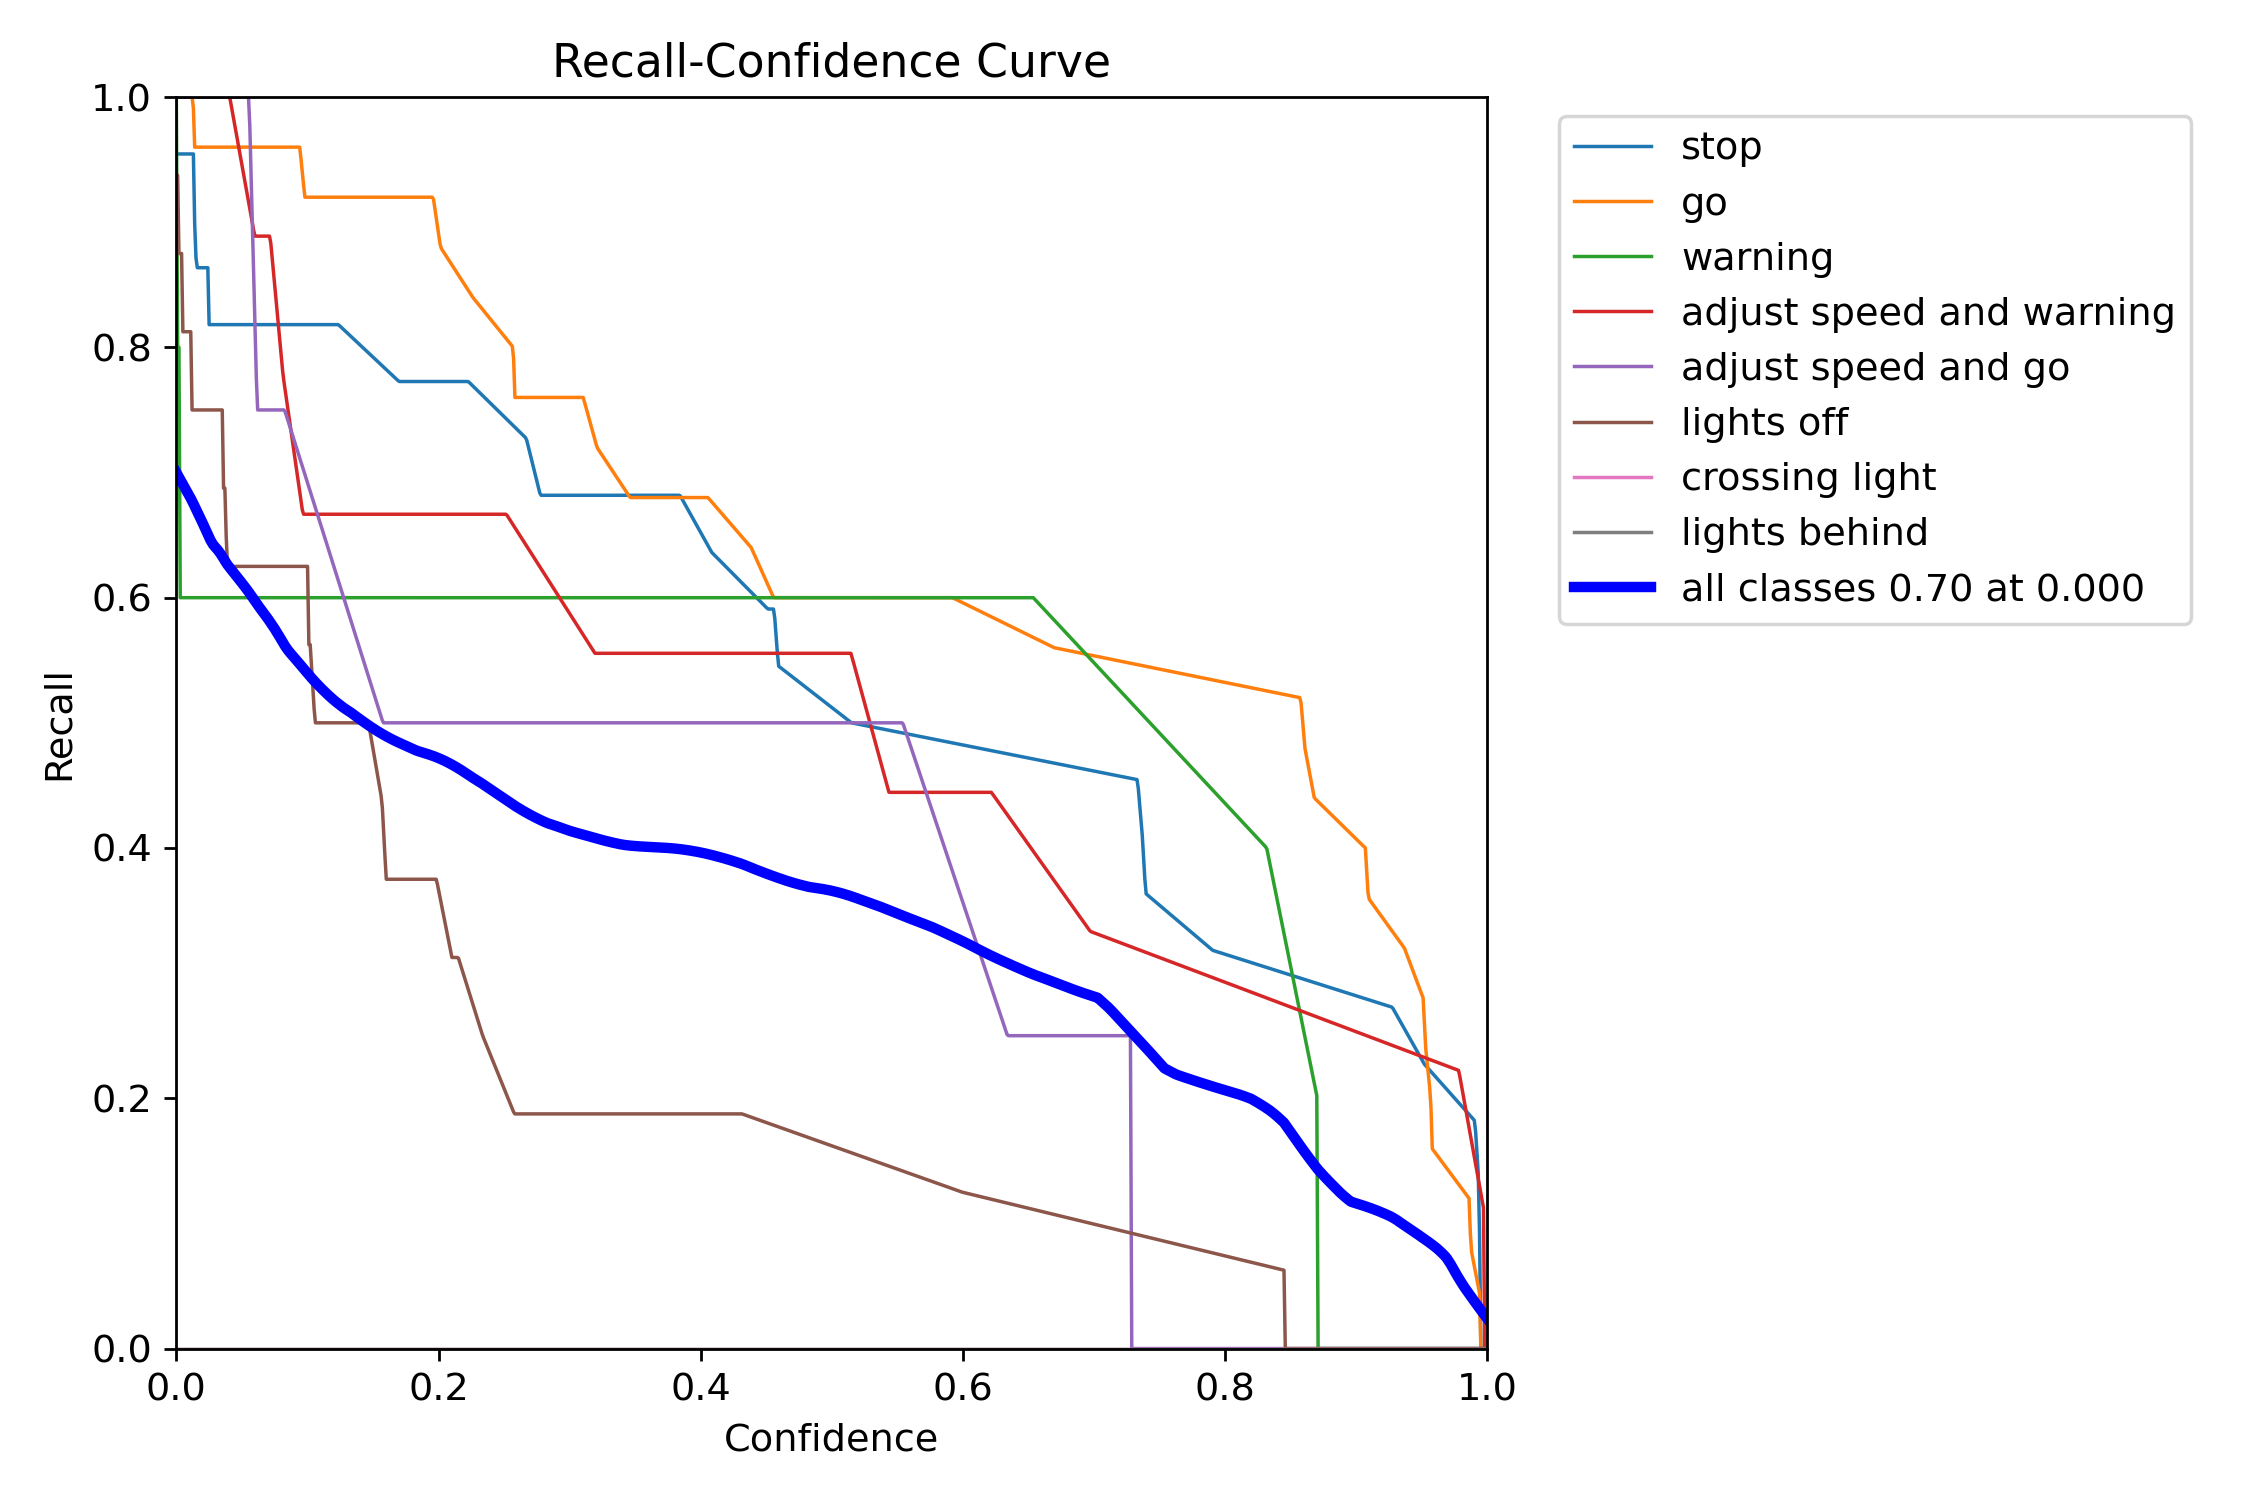 Recall-Confidence Curve
1.0
0.8
0.6
0.4
0.2
0.0
Recall
0.0 0.2 0.4 0.6 0.8 1.0
Confidence
stop
go
warning
adjust speed and warning
adjust speed and go
lights off
crossing light
lights behind
all classes 0.70 at 0.000